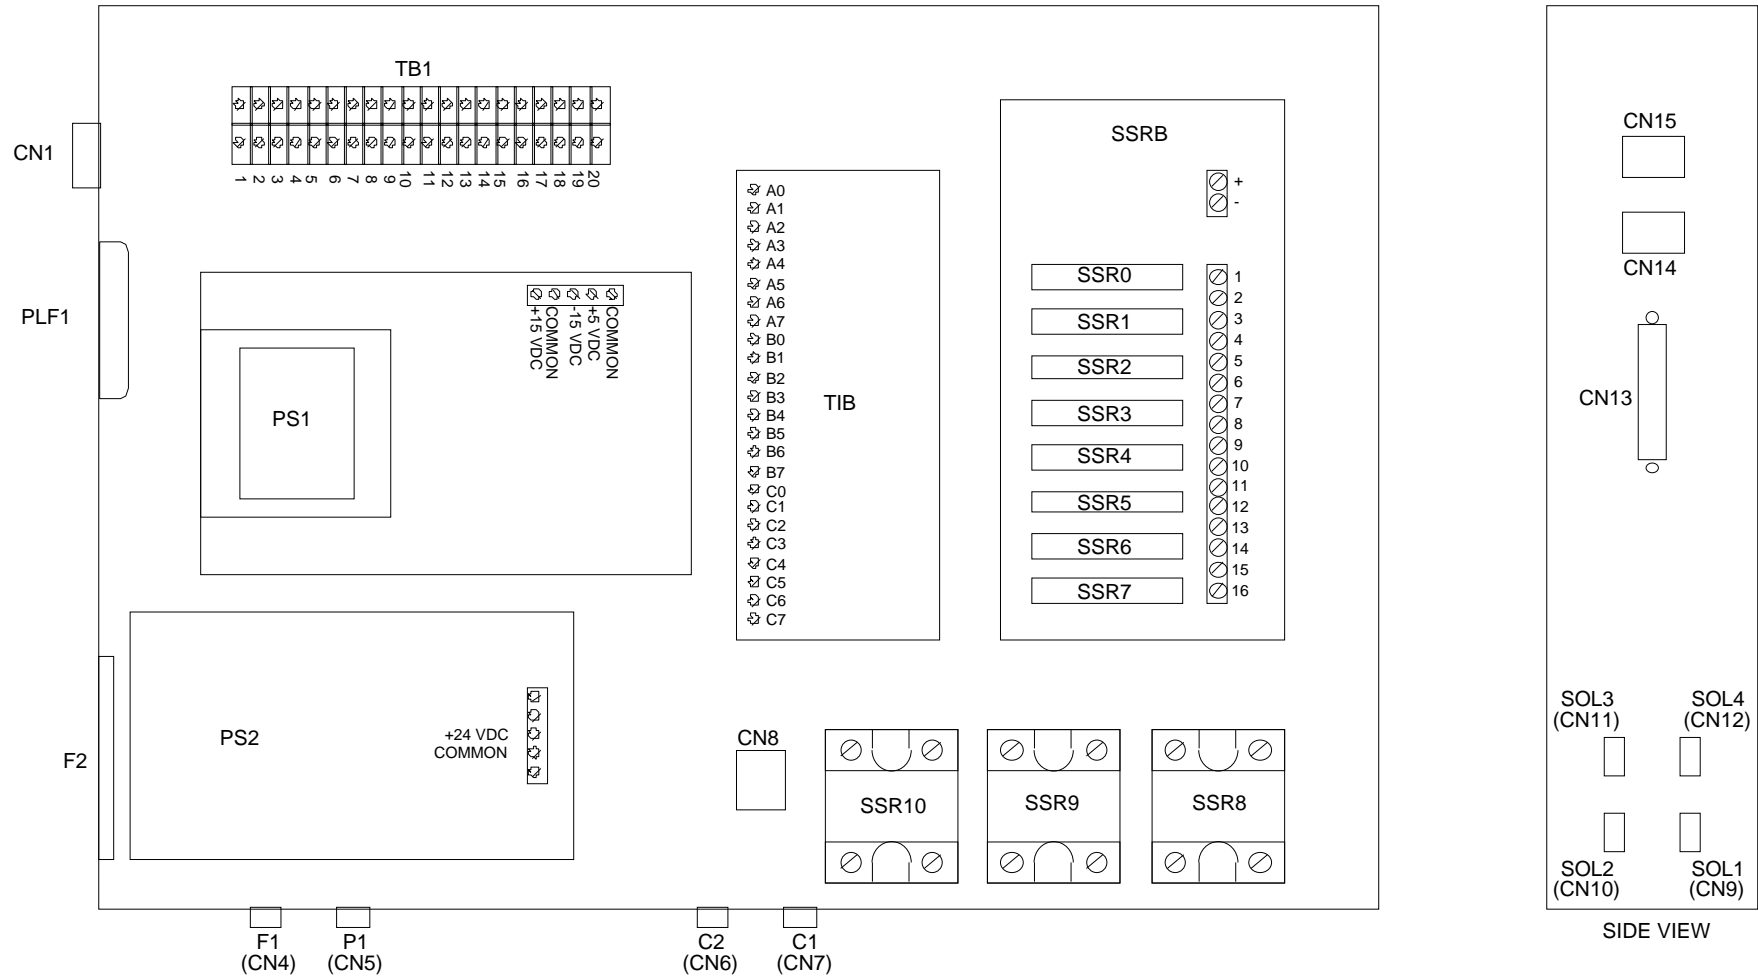 TB1
CN1
1 2 3 4 5 6 7 8 9 10 11 12 13 14 15 16 17 18 19 20
PLF1
+15 VDC
COMMON
-15 VDC
+5 VDC
COMMON
PS1
PS2
+24 VDC
COMMON
F2
F1
(CN4)
P1
(CN5)
C2
(CN6)
C1
(CN7)
A0
A1
A2
A3
A4
A5
A6
A7
B0
B1
B2
B3
B4
B5
B6
B7
C0
C1
C2
C3
C4
C5
C6
C7
TIB
SSRB
+
-
SSR0
SSR1
SSR2
SSR3
SSR4
SSR5
SSR6
SSR7
1
2
3
4
5
6
7
8
9
10
11
12
13
14
15
16
CN8
SSR10
SSR9
SSR8
CN15
CN14
CN13
SOL3
(CN11)
SOL4
(CN12)
SOL2
(CN10)
SOL1
(CN9)
SIDE VIEW